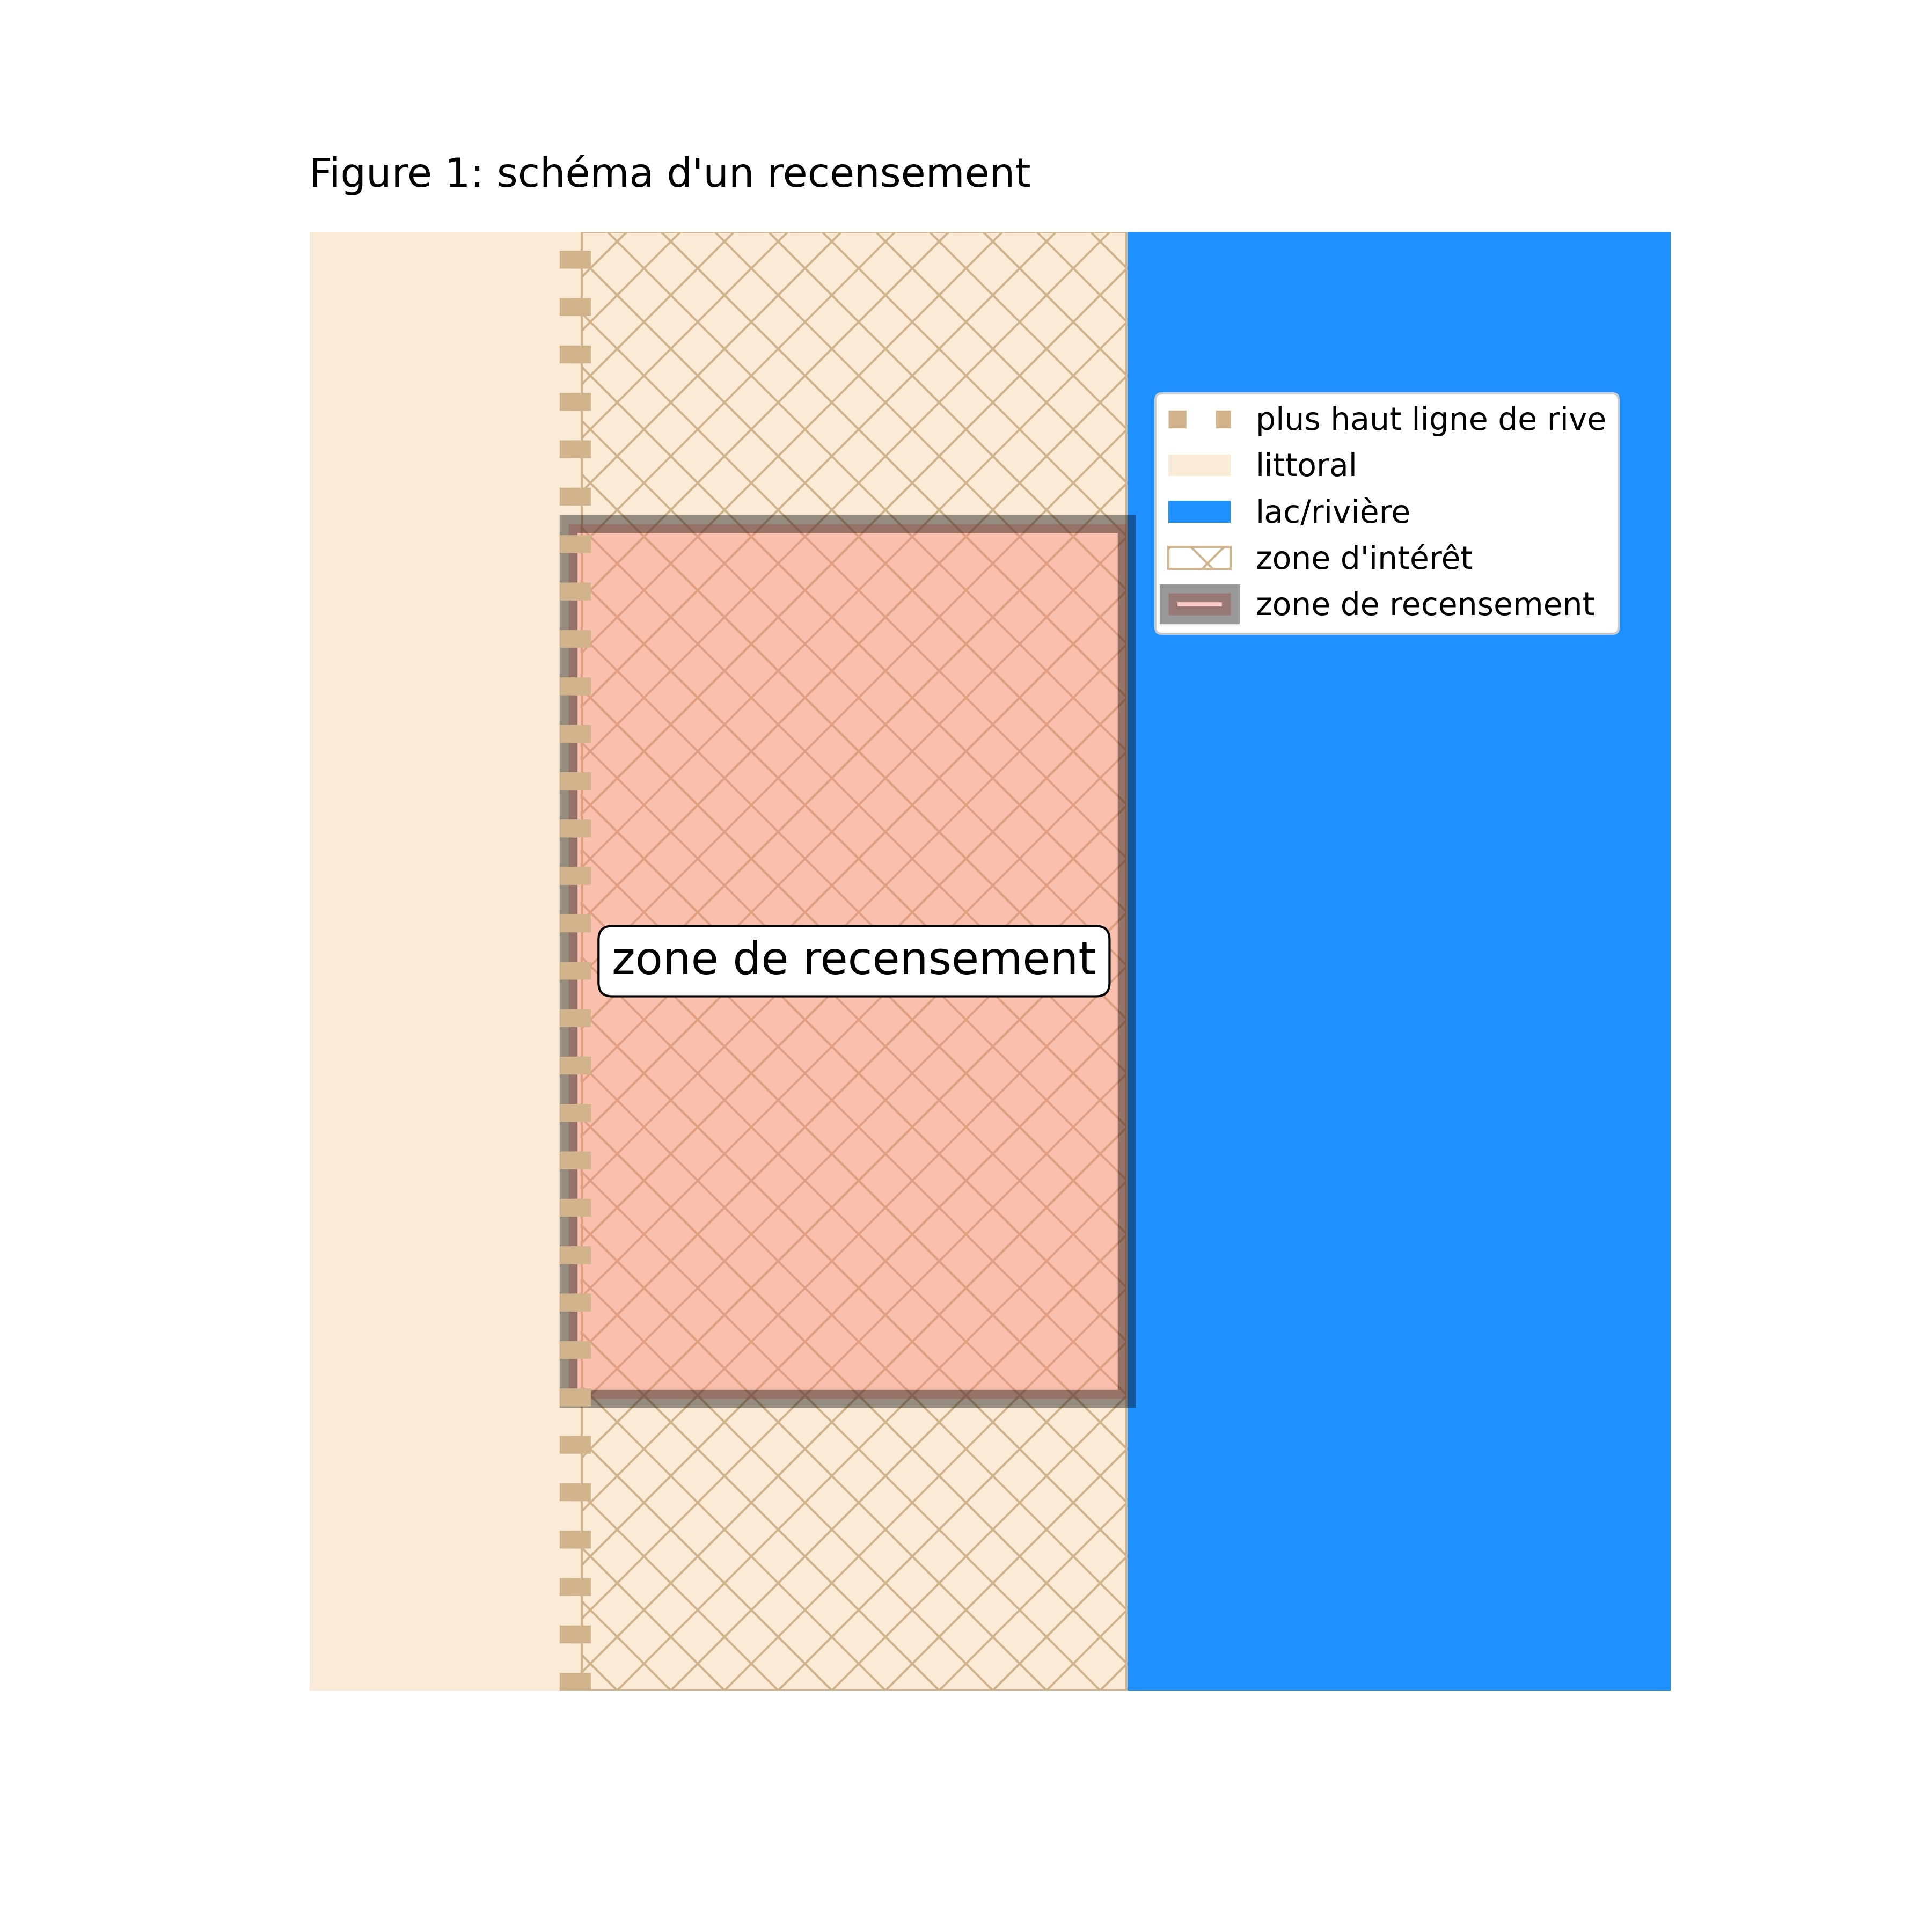 Figure 1: schéma d'un recensement
plus haut ligne de rive
littoral
lac/rivière
zone d'intérêt
zone de recensement
zone de recensement